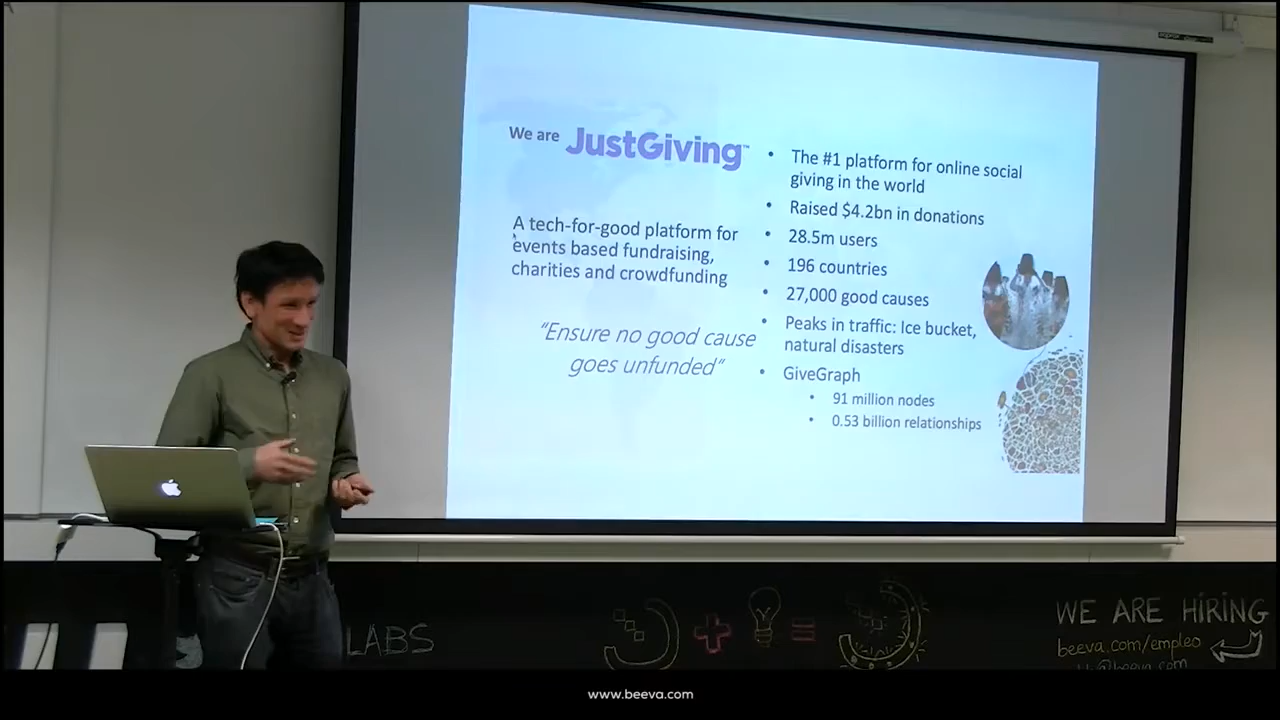 We are JustGiving™
A tech-for-good platform for
events based fundraising,
charities and crowdfunding
"Ensure no good cause
goes unfunded"
• The #1 platform for online social
giving in the world
• Raised $4.2bn in donations
• 28.5m users
• 196 countries
• 27,000 good causes
• Peaks in traffic: Ice bucket,
natural disasters
• GiveGraph
• 91 million nodes
• 0.53 billion relationships
LABS
+ =
WE ARE HIRING
beeva.com/empleo
@beeva.com
www.beeva.com